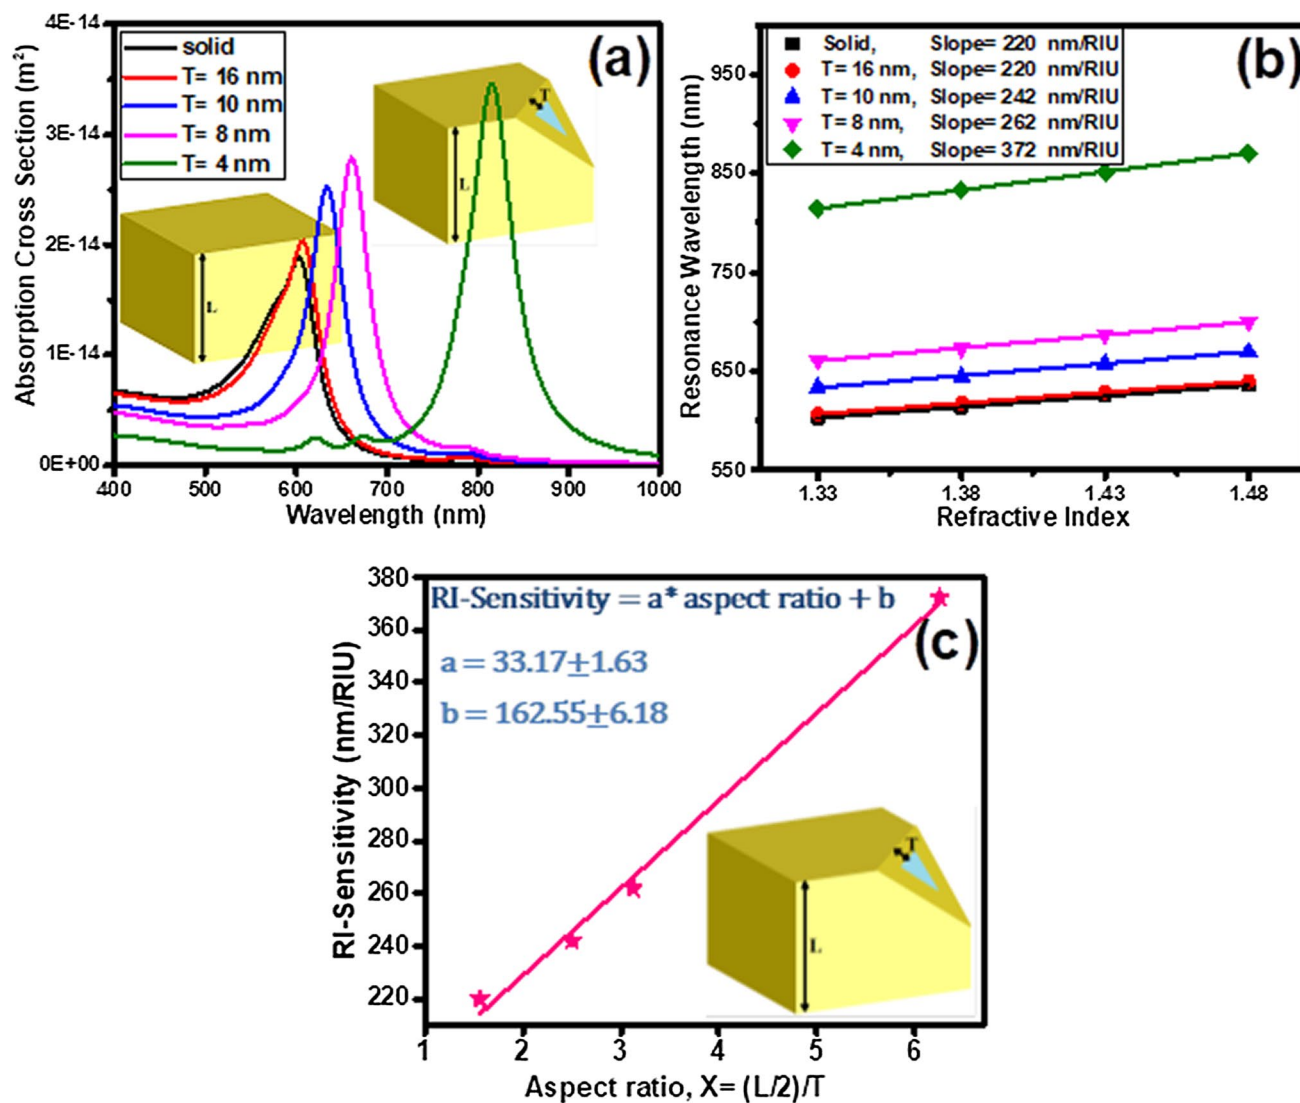 (a)
solid
T= 16 nm
T= 10 nm
T= 8 nm
T= 4 nm
T
L
L
Absorption Cross Section (m²)
4E-14
3E-14
2E-14
1E-14
0E+00
400 500 600 700 800 900 1000
Wavelength (nm)
(b)
Solid, Slope= 220 nm/RIU
T= 16 nm, Slope= 220 nm/RIU
T= 10 nm, Slope= 242 nm/RIU
T= 8 nm, Slope= 262 nm/RIU
T= 4 nm, Slope= 372 nm/RIU
Resonance Wavelength (nm)
950
850
750
650
550
1.33 1.38 1.43 1.48
Refractive Index
(c)
RI-Sensitivity = a* aspect ratio + b
a = 33.17±1.63
b = 162.55±6.18
T
L
RI-Sensitivity (nm/RIU)
380
360
340
320
300
280
260
240
220
1 2 3 4 5 6
Aspect ratio, X= (L/2)/T